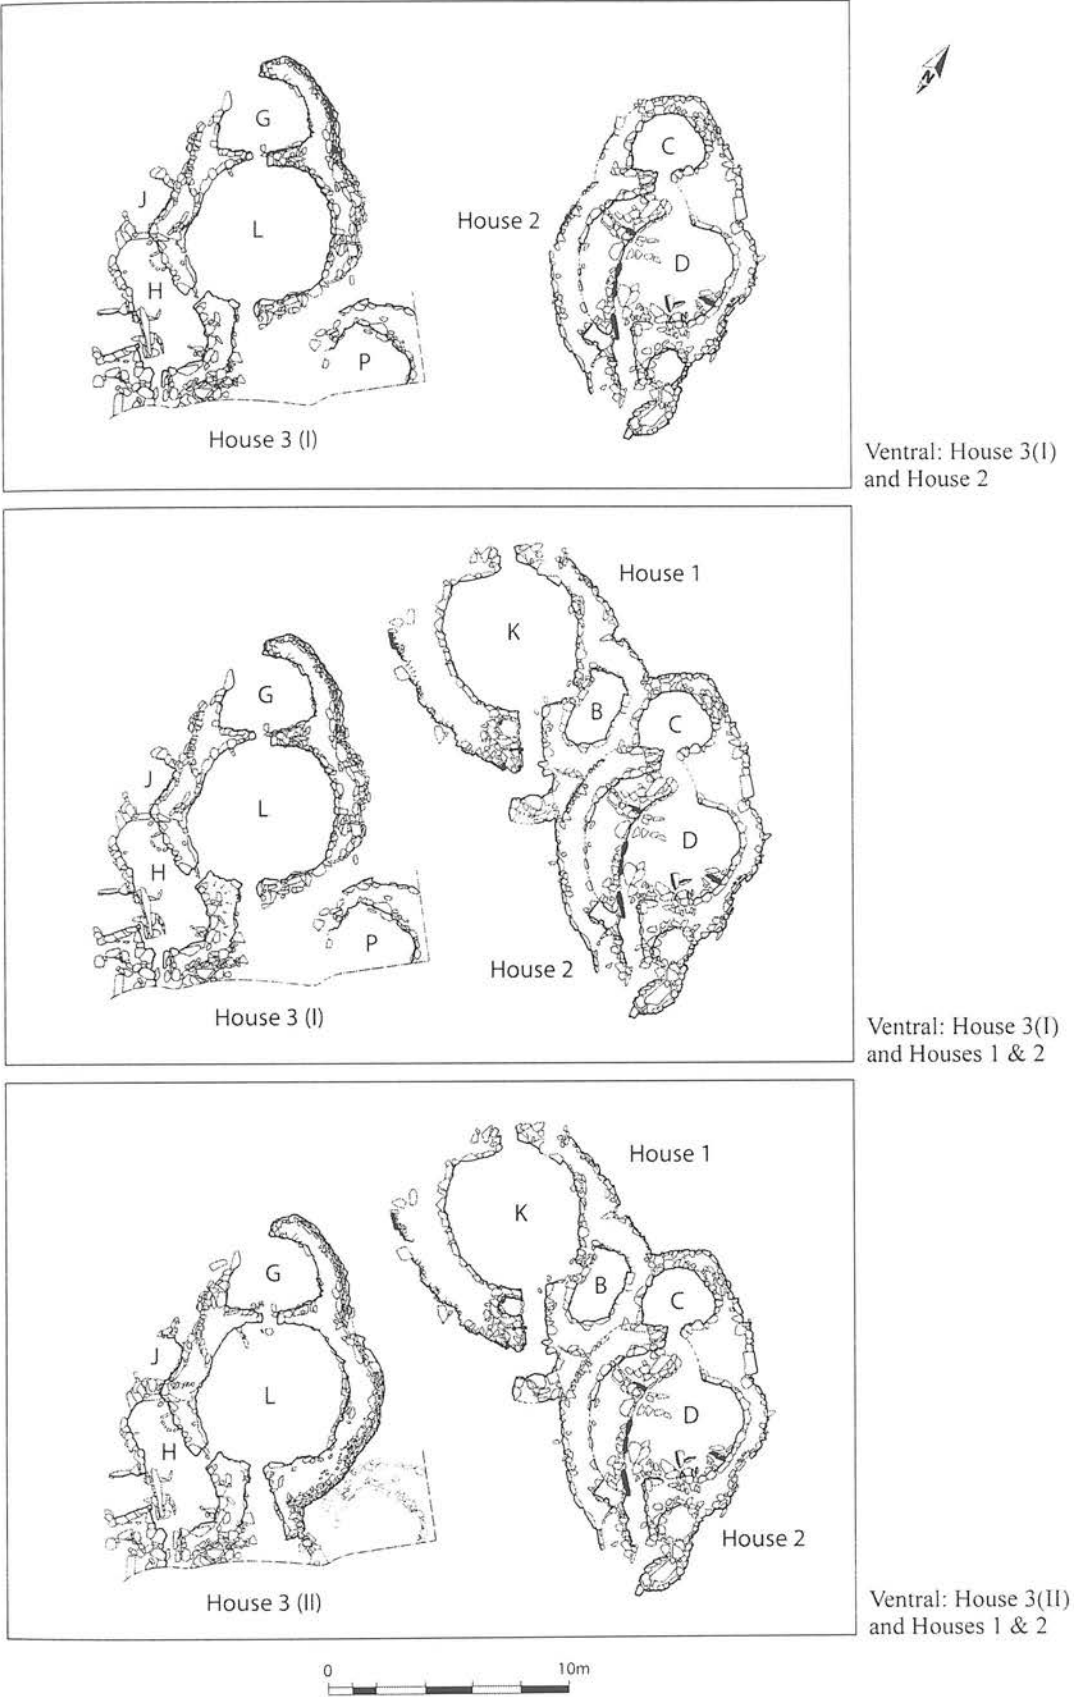 N
G
C
J
L
House 2
D
H
P
House 3 (I)
Ventral: House 3(I)
and House 2
House 1
K
G
B
C
J
L
D
H
P
House 2
House 3 (I)
Ventral: House 3(I)
and Houses 1 & 2
House 1
K
G
B
C
J
L
D
H
House 2
House 3 (II)
Ventral: House 3(II)
and Houses 1 & 2
0 10m